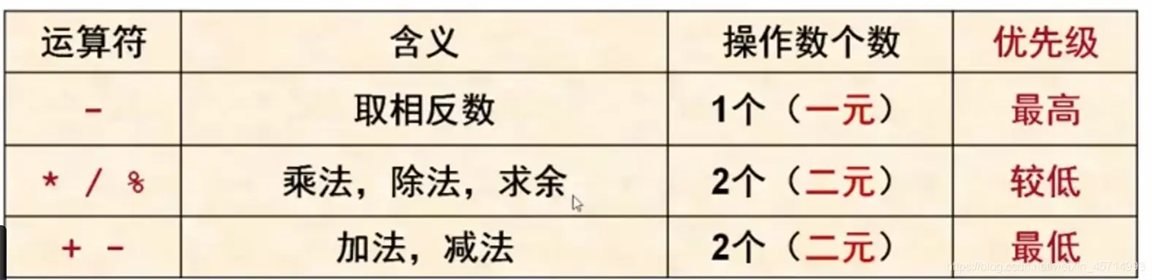 运算符 含义 操作数个数 优先级
- 取相反数 1个（一元） 最高
* / % 乘法，除法，求余 2个（二元） 较低
+ - 加法，减法 2个（二元） 最低